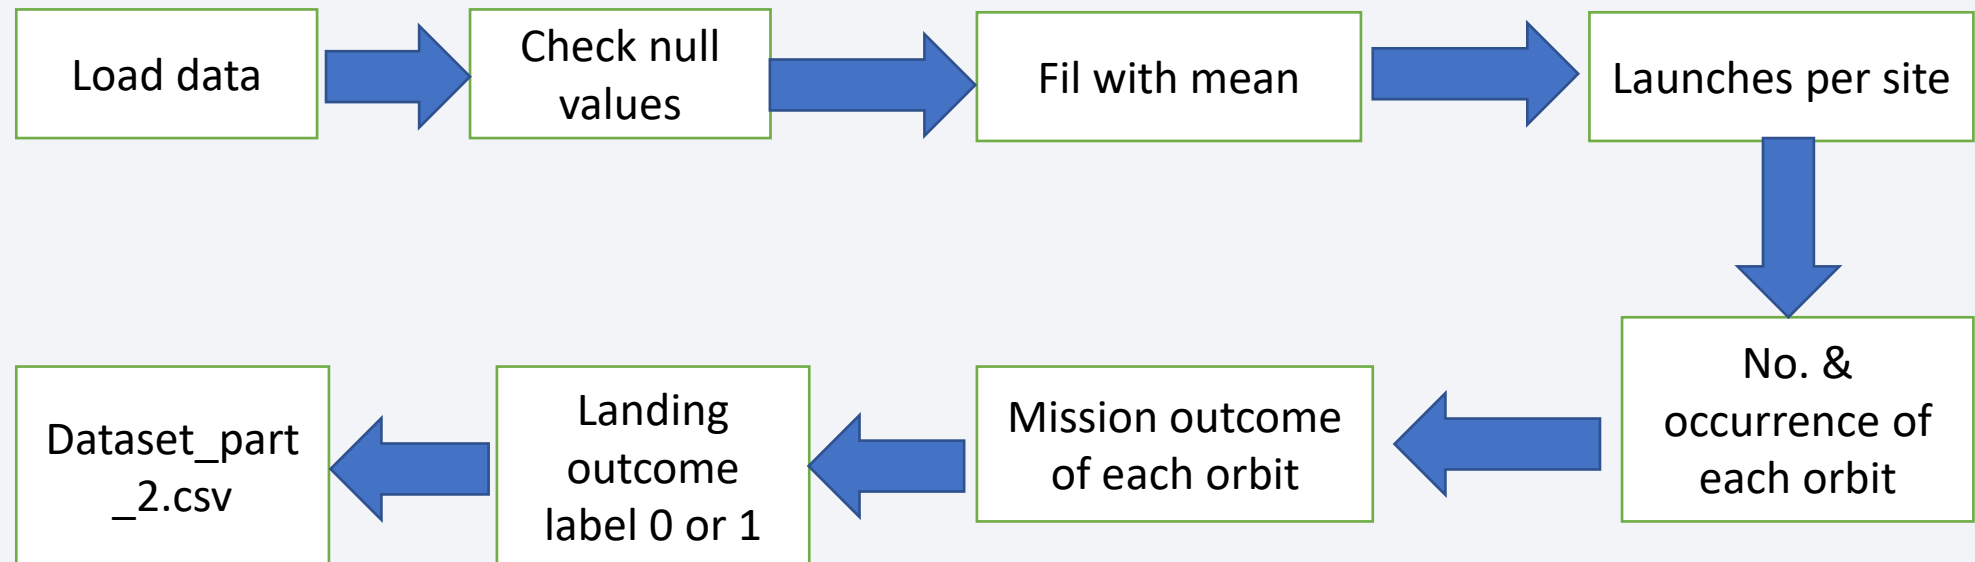 Load data
Check null
values
Fil with mean
Launches per site
No. &
occurrence of
each orbit
Mission outcome
of each orbit
Landing
outcome
label 0 or 1
Dataset_part
_2.csv